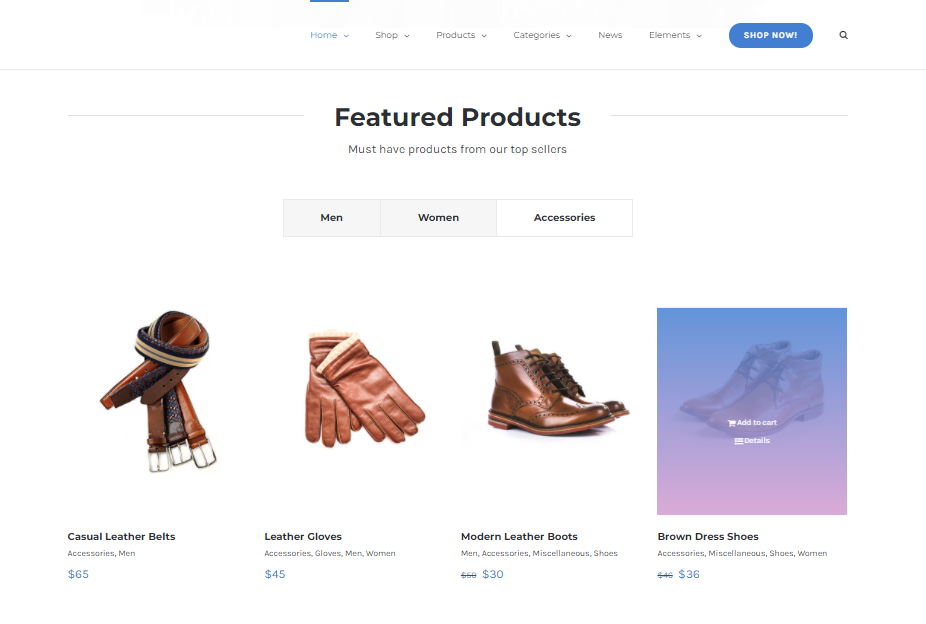 Home Shop Products Categories News Elements SHOP NOW!
Featured Products
Must have products from our top sellers
Men Women Accessories
Add to cart
Details
Casual Leather Belts Leather Gloves Modern Leather Boots Brown Dress Shoes
Accessories, Men Accessories, Gloves, Men, Women Men, Accessories, Miscellaneous, Shoes Accessories, Miscellaneous, Shoes, Women
$65 $45 $50 $30 $46 $36